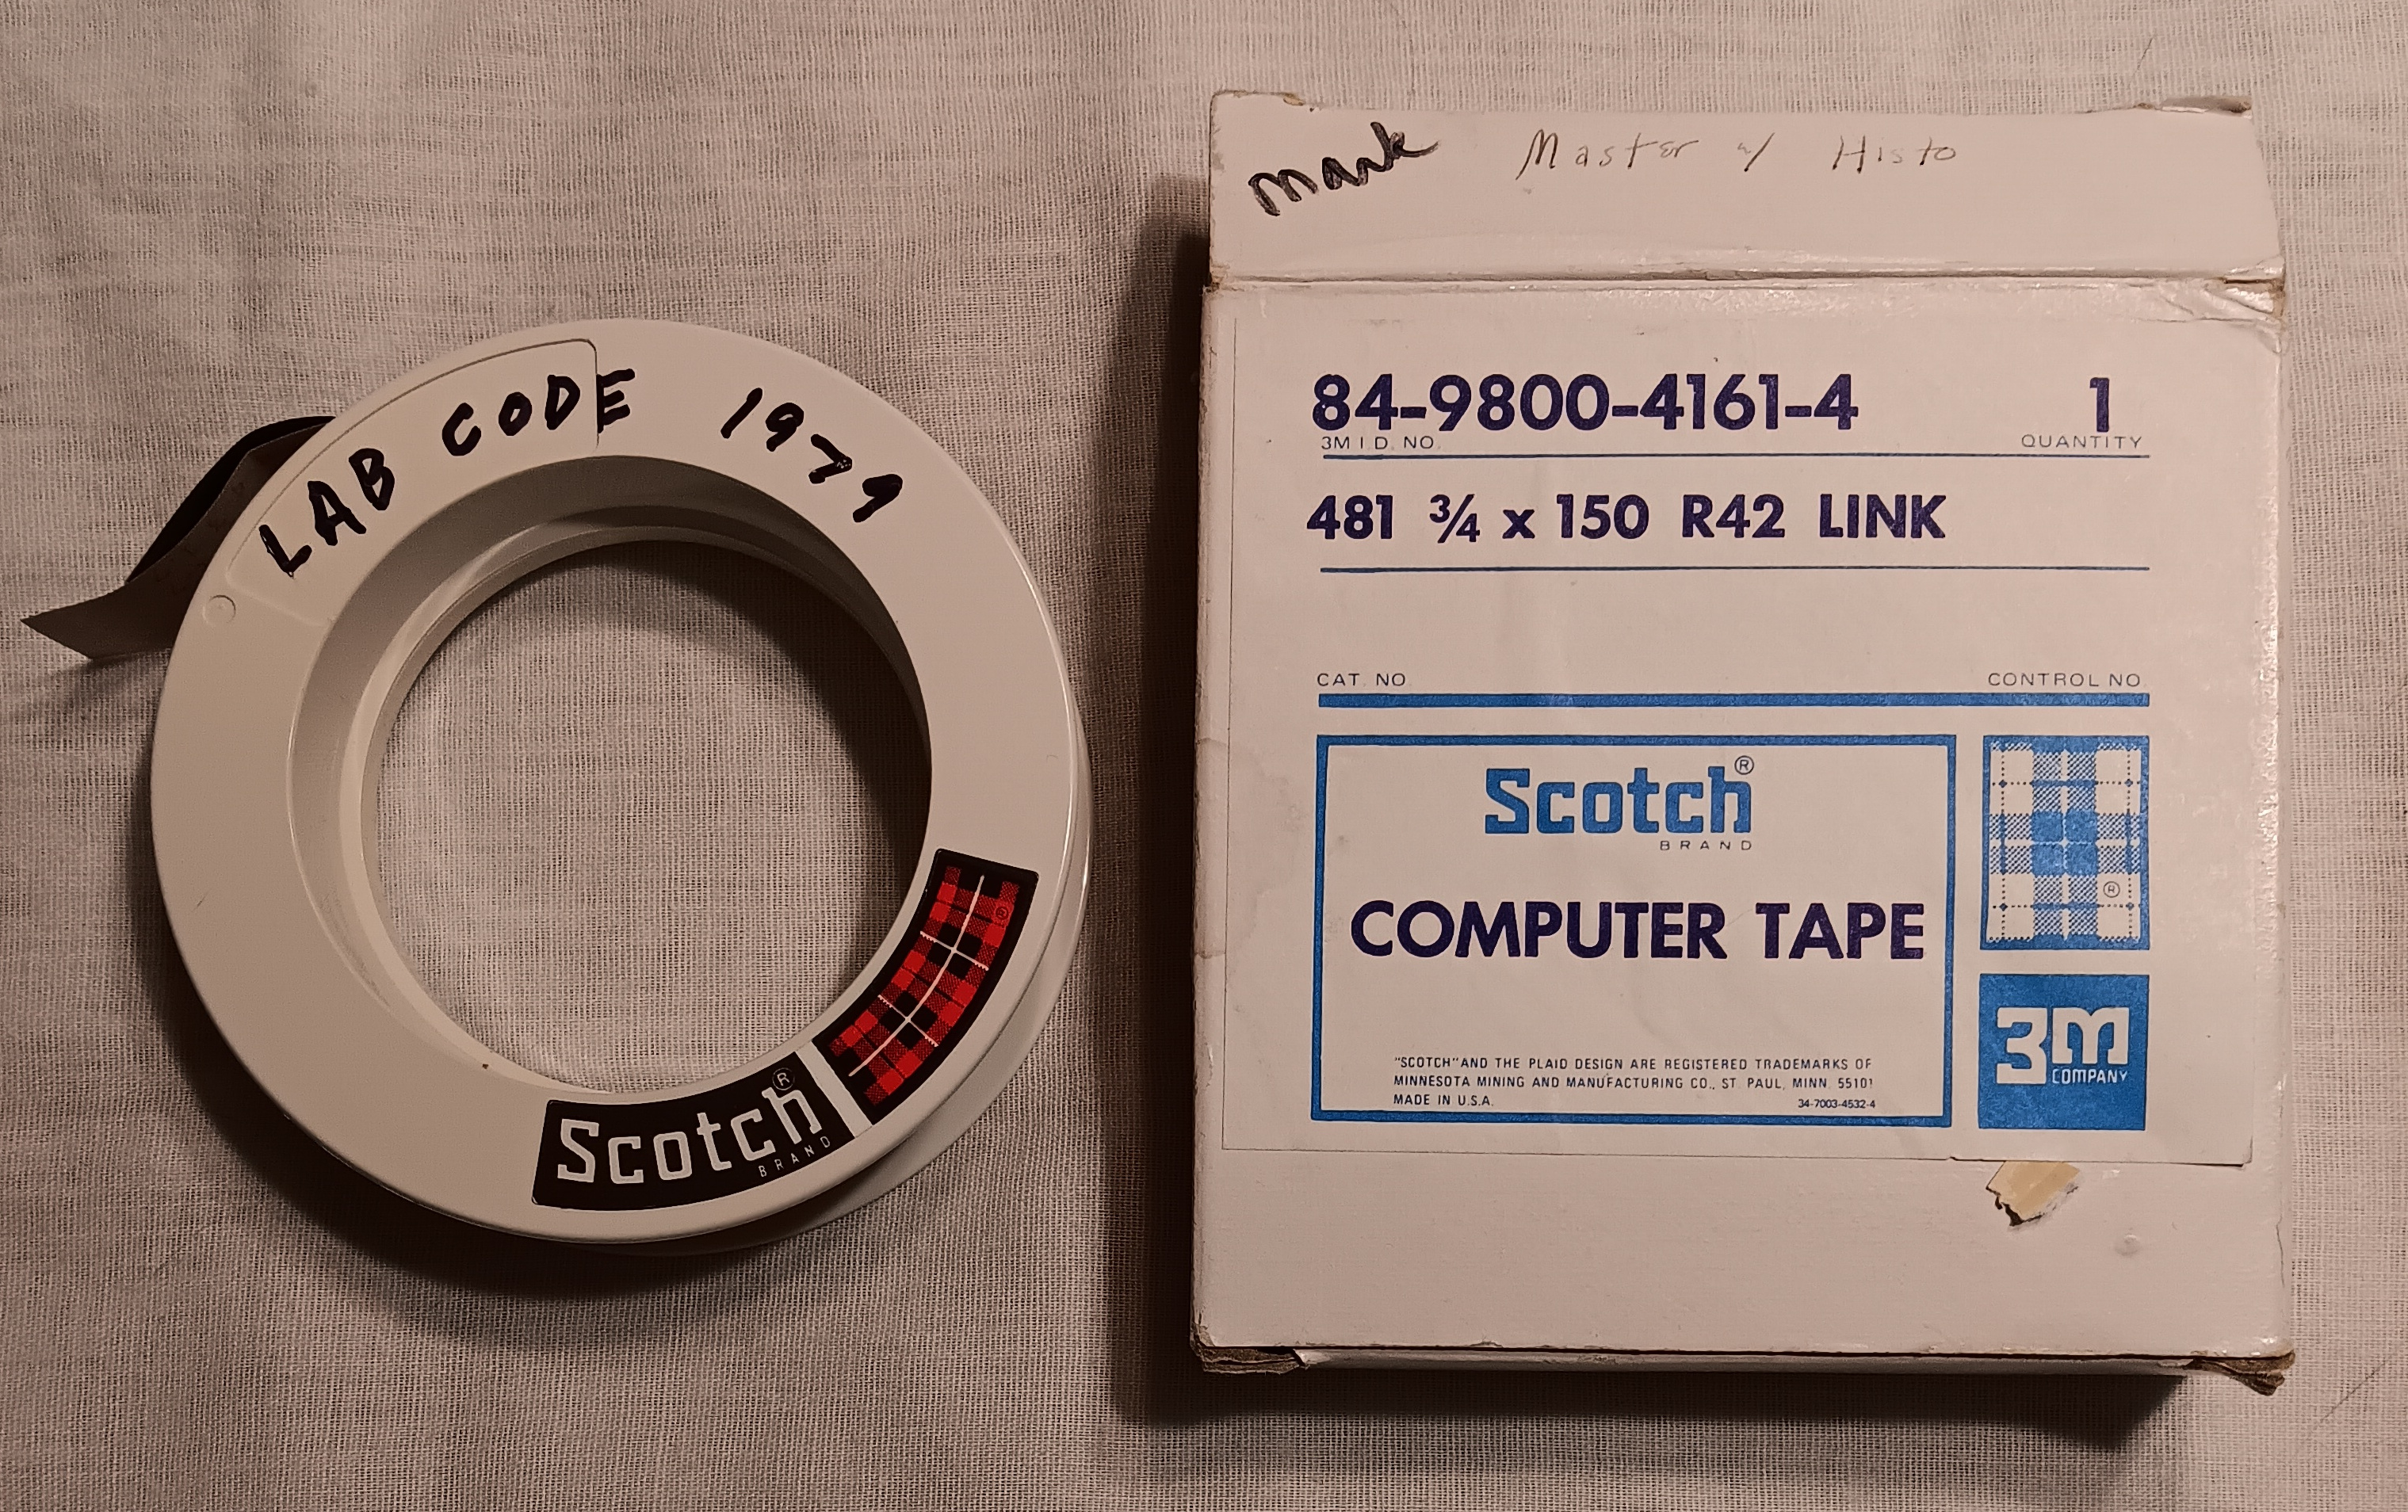 LAB CODE 1979
Scotch®
BRAND
®
Mark Master w/ Histo
84-9800-4161-4 1
3M I.D. NO. QUANTITY
481 ¾ x 150 R42 LINK
CAT. NO. CONTROL NO.
Scotch®
BRAND
COMPUTER TAPE
®
"SCOTCH" AND THE PLAID DESIGN ARE REGISTERED TRADEMARKS OF
MINNESOTA MINING AND MANUFACTURING CO., ST. PAUL, MINN. 55101
MADE IN U.S.A. 34-7003-4532-4
3M
COMPANY